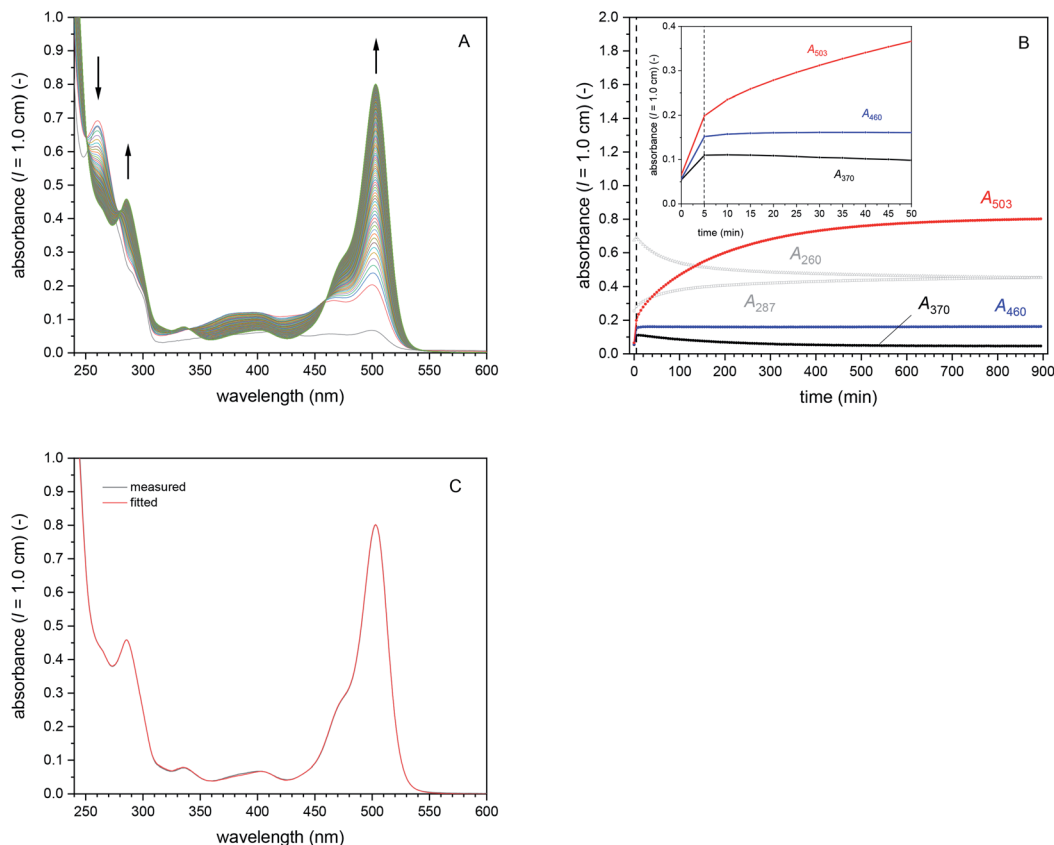 A
absorbance (l = 1.0 cm) (-)
1.0
0.9
0.8
0.7
0.6
0.5
0.4
0.3
0.2
0.1
0.0
250 300 350 400 450 500 550 600
wavelength (nm)
B
absorbance (l = 1.0 cm) (-)
2.0
1.8
1.6
1.4
1.2
1.0
0.8
0.6
0.4
0.2
0.0
0 100 200 300 400 500 600 700 800 900
time (min)
A503
A260
A287
A370
A460
absorbance (l = 1.0 cm) (-)
0.4
0.3
0.2
0.1
0.0
0 5 10 15 20 25 30 35 40 45 50
time (min)
A503
A460
A370
C
measured
fitted
absorbance (l = 1.0 cm) (-)
1.0
0.9
0.8
0.7
0.6
0.5
0.4
0.3
0.2
0.1
0.0
250 300 350 400 450 500 550 600
wavelength (nm)